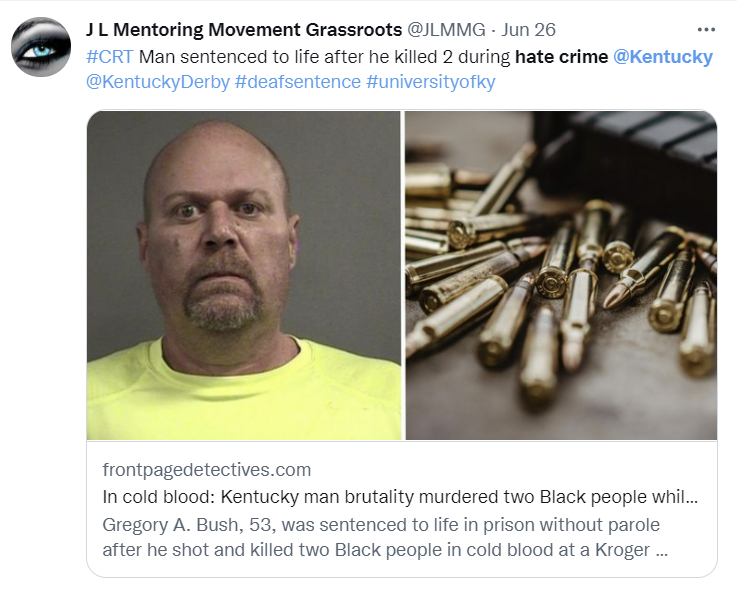 J L Mentoring Movement Grassroots @JLMMG · Jun 26
#CRT Man sentenced to life after he killed 2 during hate crime @Kentucky
@KentuckyDerby #deafsentence #universityofky
frontpagedetectives.com
In cold blood: Kentucky man brutality murdered two Black people whil...
Gregory A. Bush, 53, was sentenced to life in prison without parole
after he shot and killed two Black people in cold blood at a Kroger ...